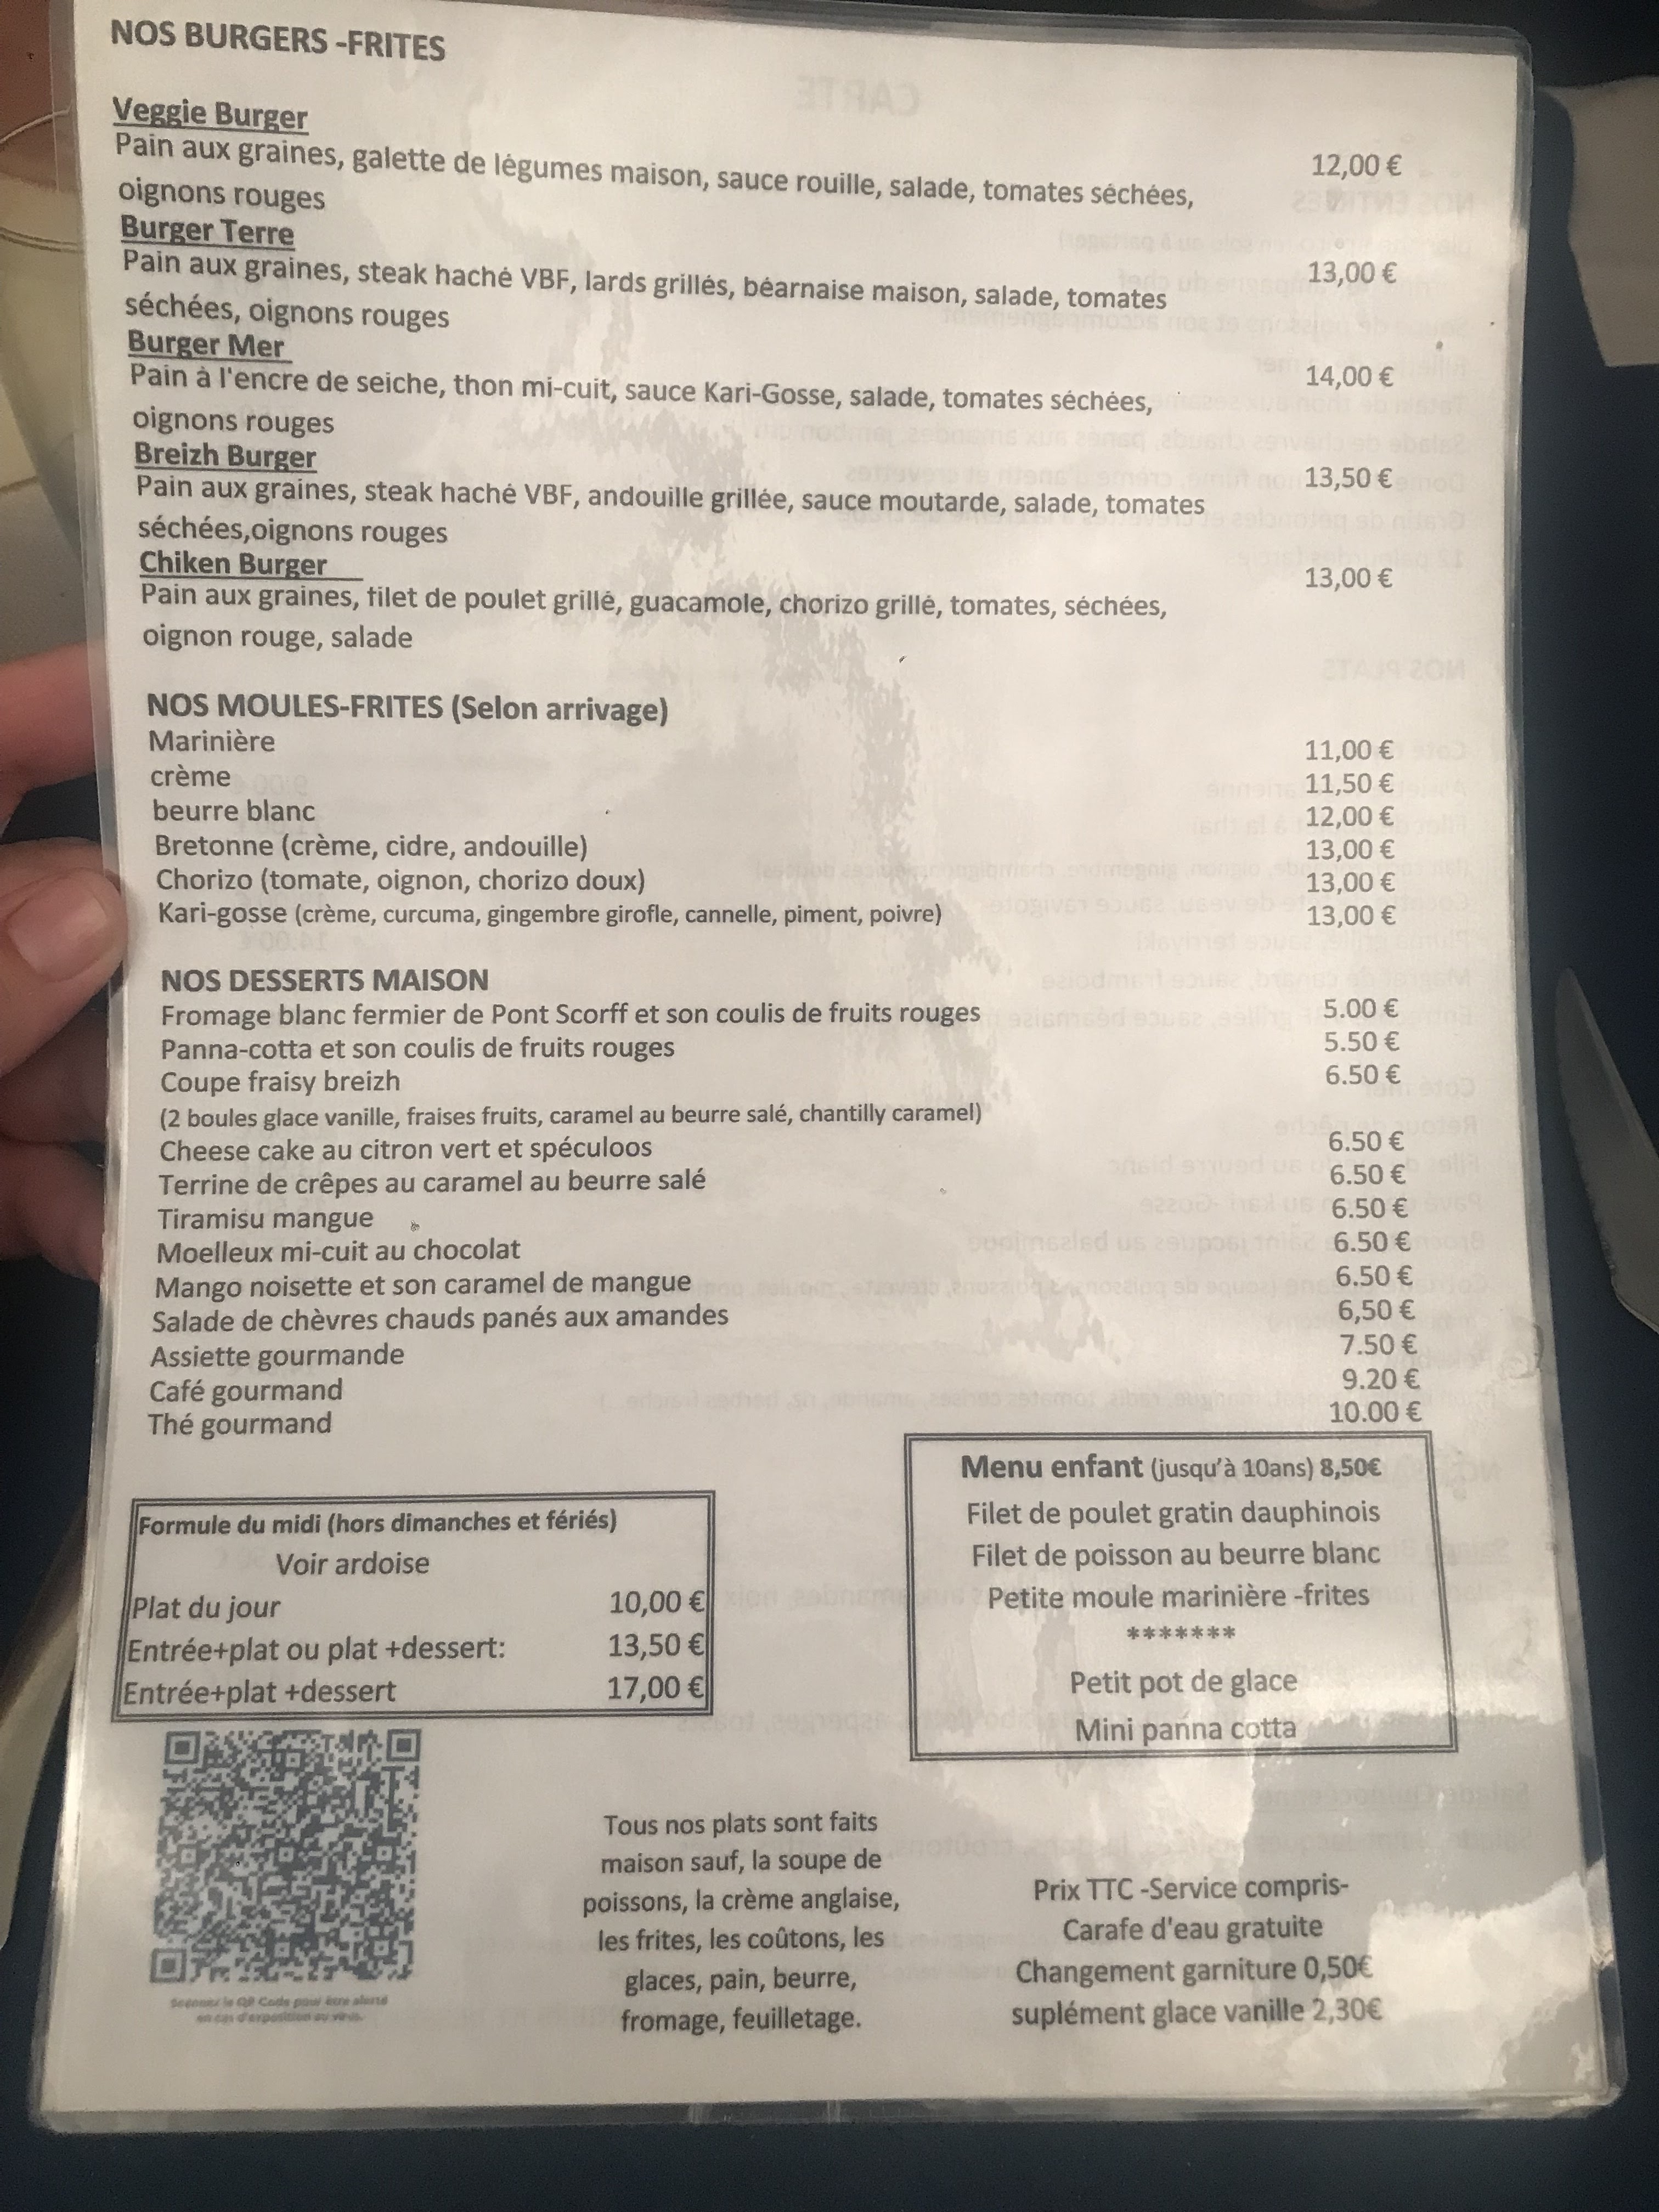 NOS BURGERS -FRITES
Veggie Burger
Pain aux graines, galette de légumes maison, sauce rouille, salade, tomates séchées, 12,00 €
oignons rouges
Burger Terre
Pain aux graines, steak haché VBF, lards grillés, béarnaise maison, salade, tomates 13,00 €
séchées, oignons rouges
Burger Mer
Pain à l'encre de seiche, thon mi-cuit, sauce Kari-Gosse, salade, tomates séchées, 14,00 €
oignons rouges
Breizh Burger
Pain aux graines, steak haché VBF, andouille grillée, sauce moutarde, salade, tomates 13,50 €
séchées,oignons rouges
Chiken Burger
Pain aux graines, filet de poulet grillé, guacamole, chorizo grillé, tomates, séchées, 13,00 €
oignon rouge, salade
NOS MOULES-FRITES (Selon arrivage)
Marinière 11,00 €
crème 11,50 €
beurre blanc 12,00 €
Bretonne (crème, cidre, andouille) 13,00 €
Chorizo (tomate, oignon, chorizo doux) 13,00 €
Kari-gosse (crème, curcuma, gingembre girofle, cannelle, piment, poivre) 13,00 €
NOS DESSERTS MAISON
Fromage blanc fermier de Pont Scorff et son coulis de fruits rouges 5.00 €
Panna-cotta et son coulis de fruits rouges 5.50 €
Coupe fraisy breizh 6.50 €
(2 boules glace vanille, fraises fruits, caramel au beurre salé, chantilly caramel)
Cheese cake au citron vert et spéculoos 6.50 €
Terrine de crêpes au caramel au beurre salé 6.50 €
Tiramisu mangue 6.50 €
Moelleux mi-cuit au chocolat 6.50 €
Mango noisette et son caramel de mangue 6.50 €
Salade de chèvres chauds panés aux amandes 6,50 €
Assiette gourmande 7.50 €
Café gourmand 9.20 €
Thé gourmand 10.00 €
Formule du midi (hors dimanches et fériés)
Voir ardoise
Plat du jour 10,00 €
Entrée+plat ou plat +dessert: 13,50 €
Entrée+plat +dessert 17,00 €
Menu enfant (jusqu'à 10ans) 8,50€
Filet de poulet gratin dauphinois
Filet de poisson au beurre blanc
Petite moule marinière -frites
*******
Petit pot de glace
Mini panna cotta
Scannez le QR Code pour être alerté
en cas d'exposition au virus.
Tous nos plats sont faits
maison sauf, la soupe de
poissons, la crème anglaise,
les frites, les coûtons, les
glaces, pain, beurre,
fromage, feuilletage.
Prix TTC -Service compris-
Carafe d'eau gratuite
Changement garniture 0,50€
suplément glace vanille 2,30€